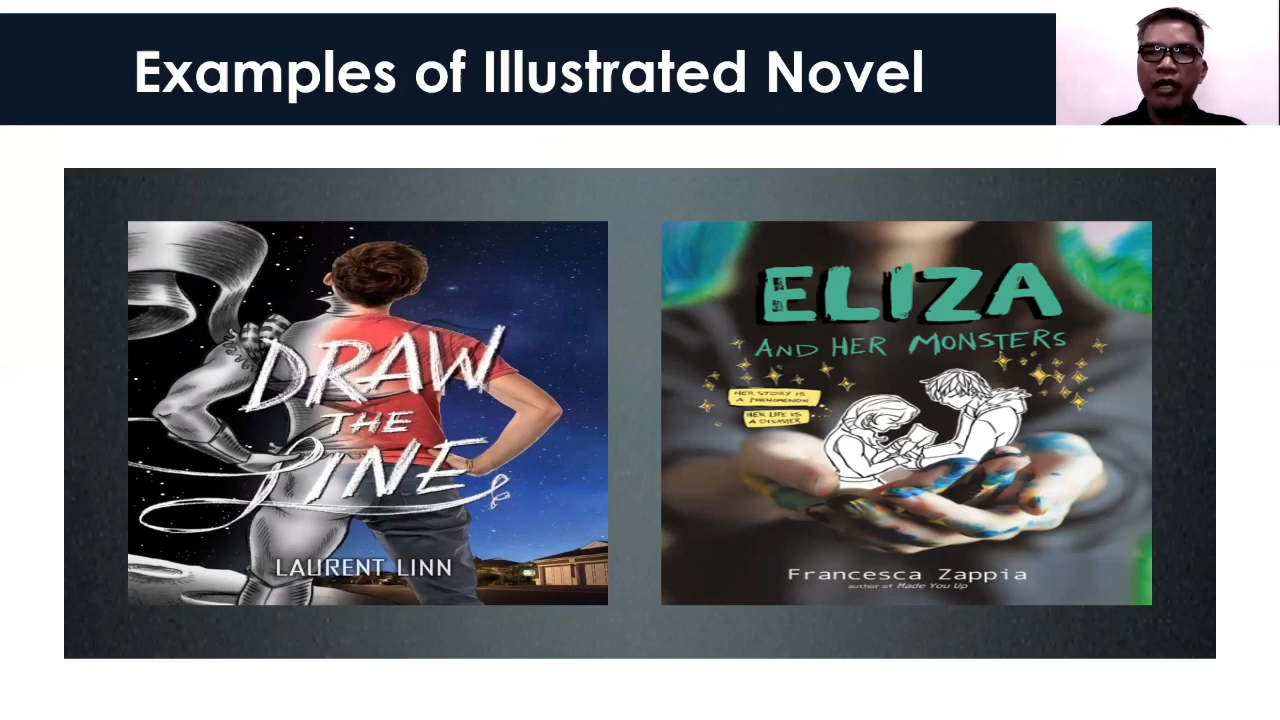 Examples of Illustrated Novel
DRAW
THE
LINE
LAURENT LINN
ELIZA
AND HER MONSTERS
HER STORY IS
A PHENOMENON
HER LIFE IS
A DISASTER
Francesca Zappia
author of Made You Up